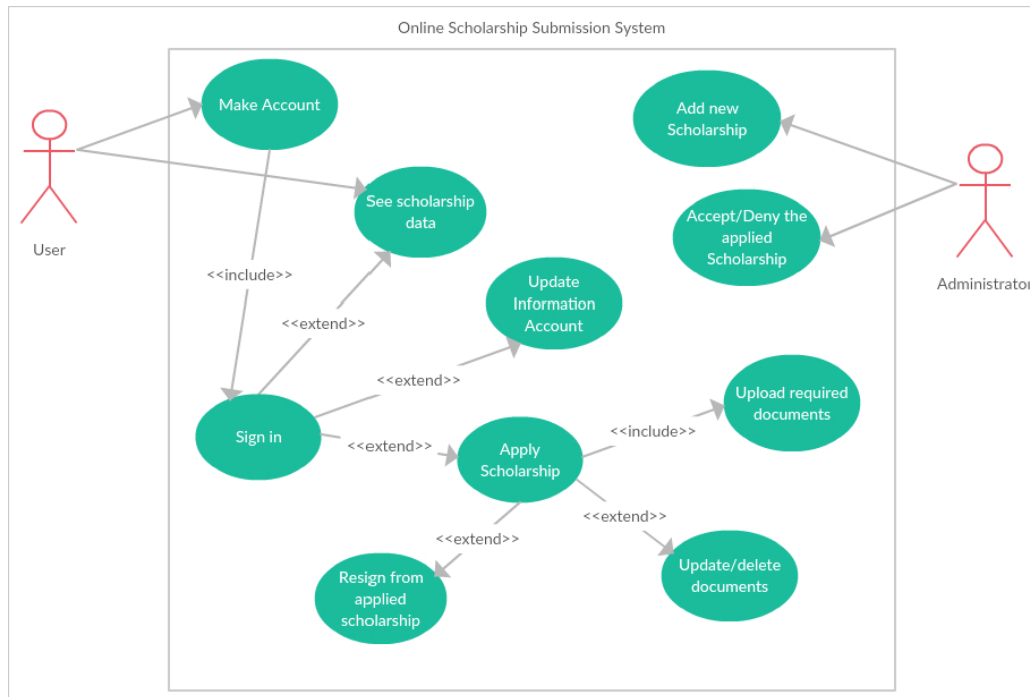 Online Scholarship Submission System
Make Account
Add new
Scholarship
See scholarship
data
Accept/Deny the
applied
Scholarship
User
Administrator
<<include>>
Update
Information
Account
<<extend>>
<<extend>>
Upload required
documents
Sign in
<<extend>>
Apply
Scholarship
<<include>>
<<extend>>
<<extend>>
Resign from
applied
scholarship
Update/delete
documents